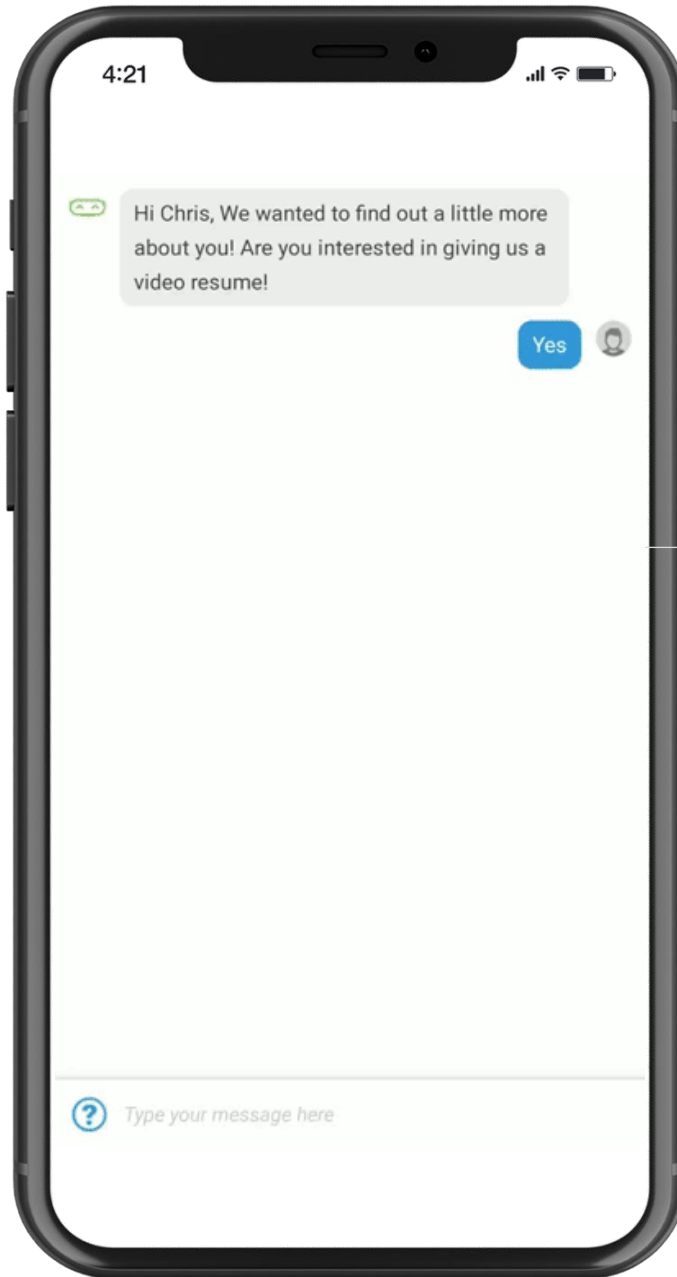 4:21
Hi Chris, We wanted to find out a little more
about you! Are you interested in giving us a
video resume!
Yes
?
Type your message here